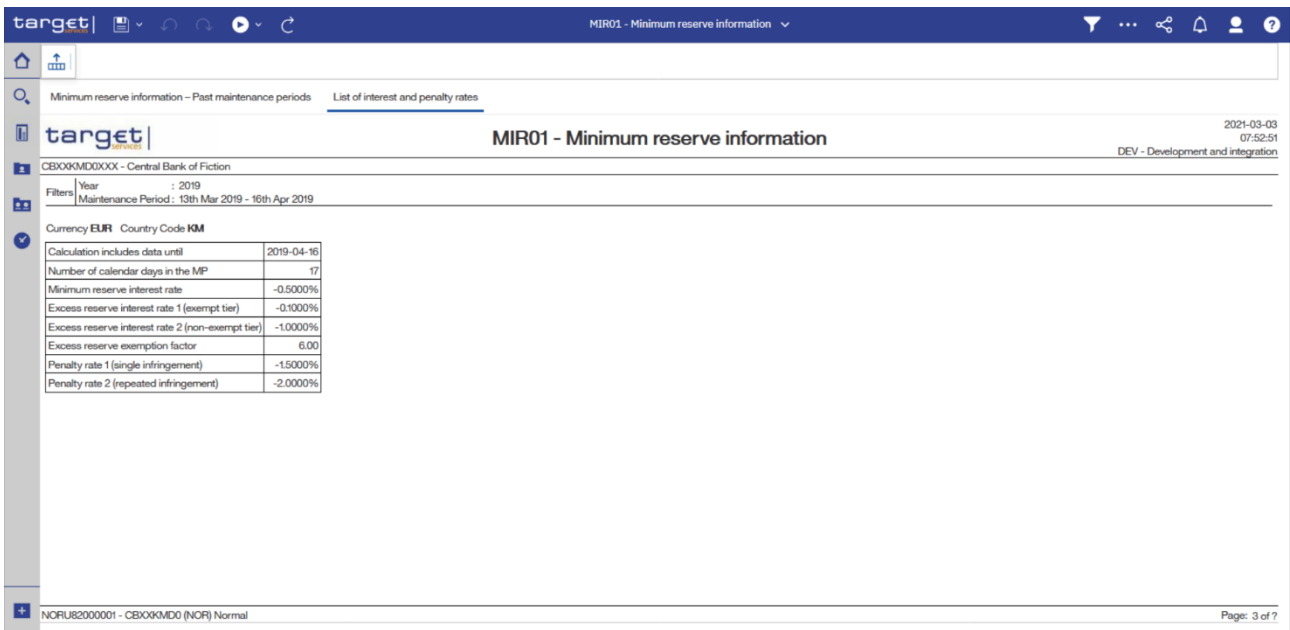 target|
services
MIR01 - Minimum reserve information
Minimum reserve information – Past maintenance periods
List of interest and penalty rates
target|
services
MIR01 - Minimum reserve information
2021-03-03
07:52:51
DEV - Development and integration
CBXXKMD0XXX - Central Bank of Fiction
Filters
Year : 2019
Maintenance Period : 13th Mar 2019 - 16th Apr 2019
Currency EUR Country Code KM
Calculation includes data until 2019-04-16
Number of calendar days in the MP 17
Minimum reserve interest rate -0.5000%
Excess reserve interest rate 1 (exempt tier) -0.1000%
Excess reserve interest rate 2 (non-exempt tier) -1.0000%
Excess reserve exemption factor 6.00
Penalty rate 1 (single infringement) -1.5000%
Penalty rate 2 (repeated infringement) -2.0000%
NORU82000001 - CBXXKMD0 (NOR) Normal
Page: 3 of ?